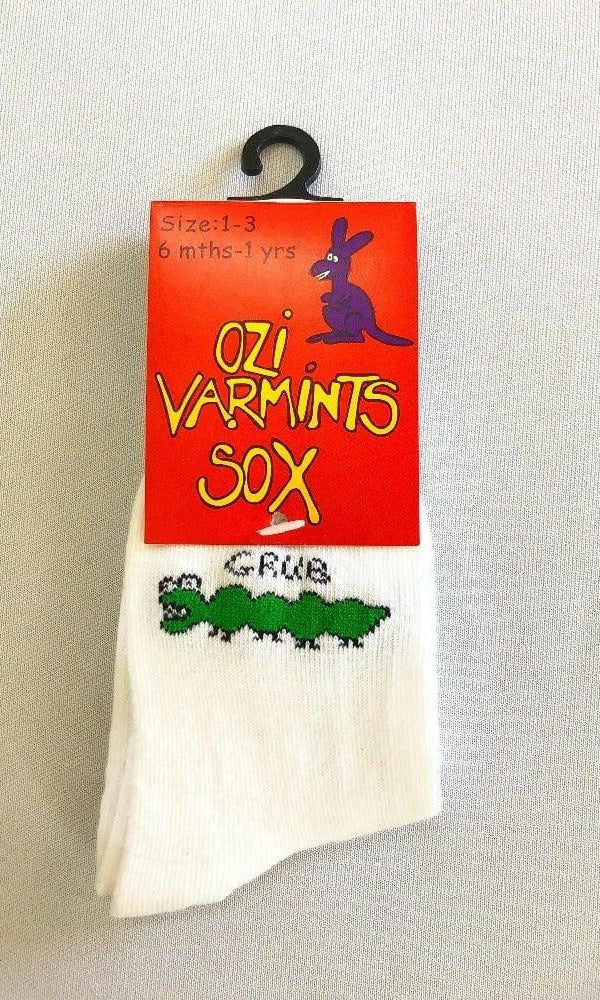 Size:1-3
6 mths-1 yrs
OZi
VARMiNTS
SOX
GRUB